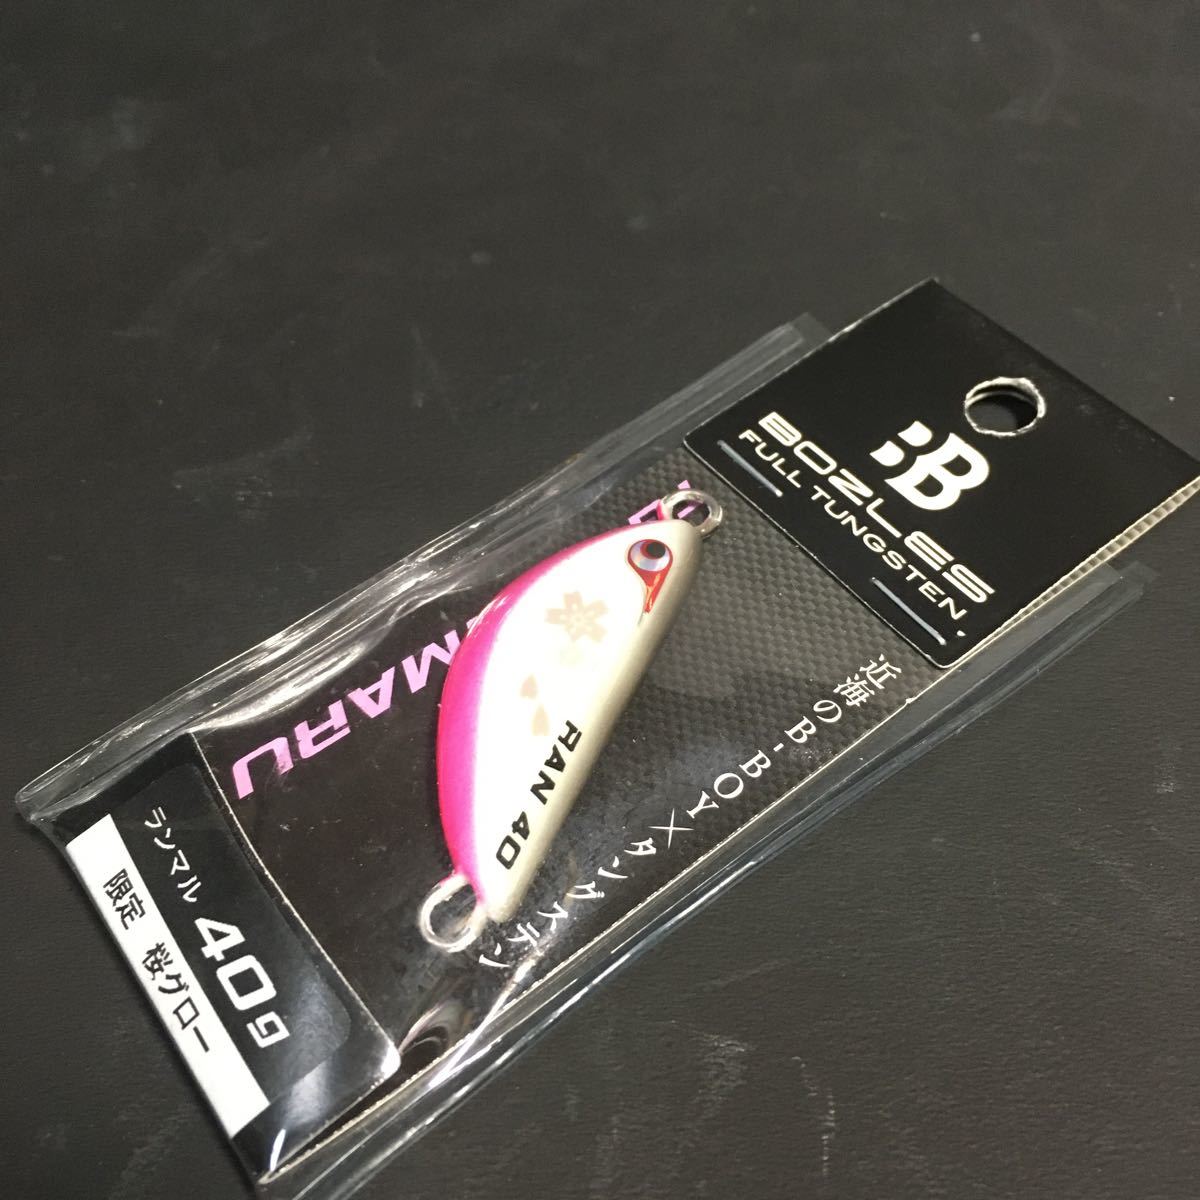 B
BOZLES
FULL TUNGSTEN
近海のB-BOY×タングステン
MARU
RAN 40
ランマル 40g
限定 桜グロー